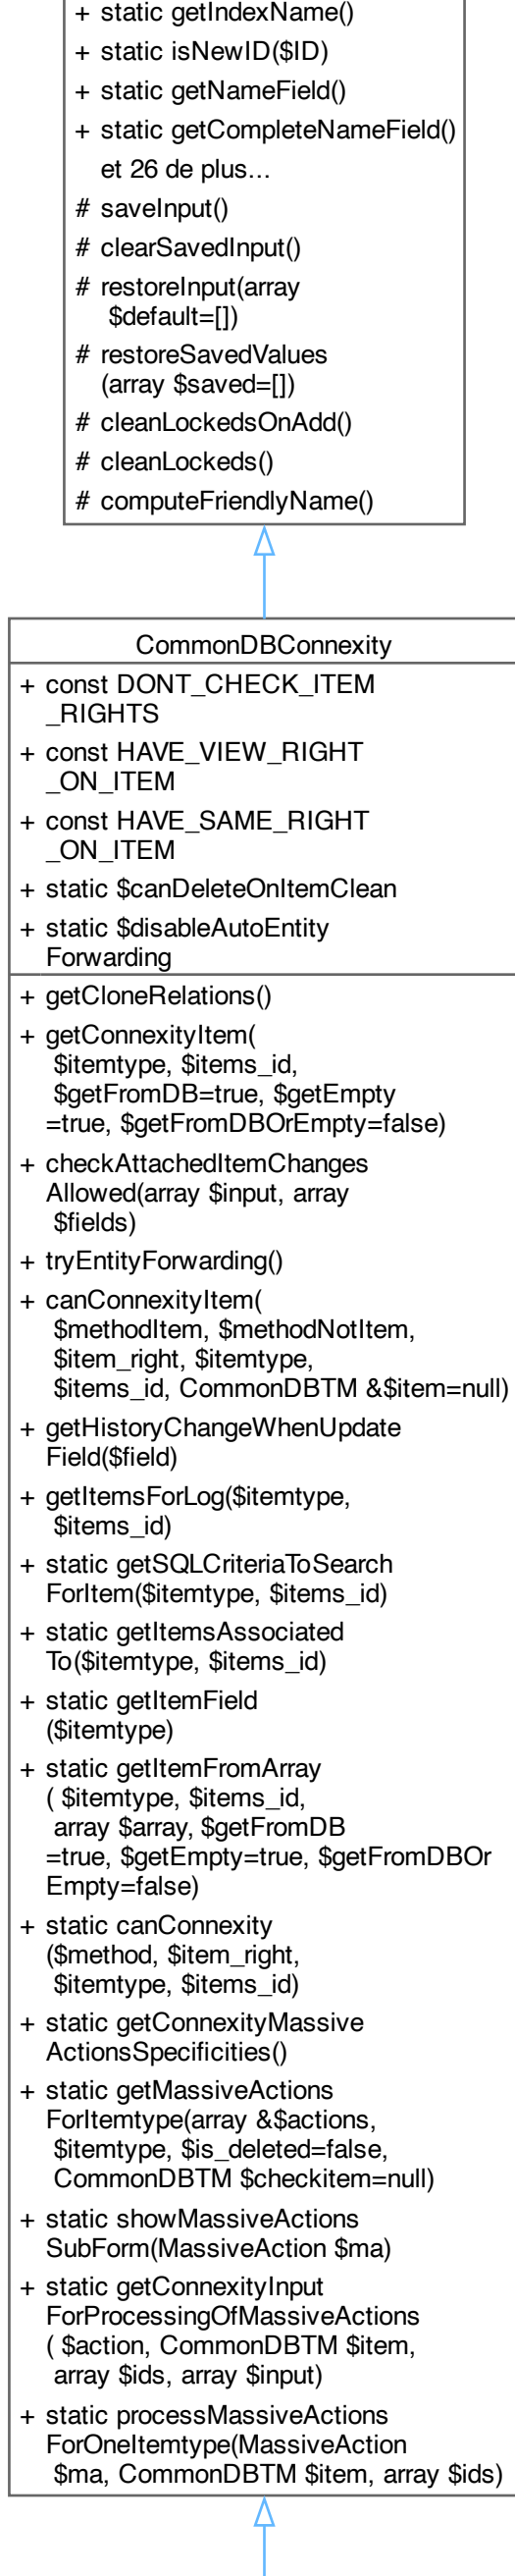 + static getIndexName()
+ static isNewID($ID)
+ static getNameField()
+ static getCompleteNameField()
et 26 de plus...
# saveInput()
# clearSavedInput()
# restoreInput(array
$default=[])
# restoreSavedValues
(array $saved=[])
# cleanLockedsOnAdd()
# cleanLockeds()
# computeFriendlyName()
CommonDBConnexity
+ const DONT_CHECK_ITEM
_RIGHTS
+ const HAVE_VIEW_RIGHT
_ON_ITEM
+ const HAVE_SAME_RIGHT
_ON_ITEM
+ static $canDeleteOnItemClean
+ static $disableAutoEntity
Forwarding
+ getCloneRelations()
+ getConnexityItem(
$itemtype, $items_id,
$getFromDB=true, $getEmpty
=true, $getFromDBOrEmpty=false)
+ checkAttachedItemChanges
Allowed(array $input, array
$fields)
+ tryEntityForwarding()
+ canConnexityItem(
$methodItem, $methodNotItem,
$item_right, $itemtype,
$items_id, CommonDBTM &$item=null)
+ getHistoryChangeWhenUpdate
Field($field)
+ getItemsForLog($itemtype,
$items_id)
+ static getSQLCriteriaToSearch
ForItem($itemtype, $items_id)
+ static getItemsAssociated
To($itemtype, $items_id)
+ static getItemField
($itemtype)
+ static getItemFromArray
( $itemtype, $items_id,
array $array, $getFromDB
=true, $getEmpty=true, $getFromDBOr
Empty=false)
+ static canConnexity
($method, $item_right,
$itemtype, $items_id)
+ static getConnexityMassive
ActionsSpecificities()
+ static getMassiveActions
ForItemtype(array &$actions,
$itemtype, $is_deleted=false,
CommonDBTM $checkitem=null)
+ static showMassiveActions
SubForm(MassiveAction $ma)
+ static getConnexityInput
ForProcessingOfMassiveActions
( $action, CommonDBTM $item,
array $ids, array $input)
+ static processMassiveActions
ForOneItemtype(MassiveAction
$ma, CommonDBTM $item, array $ids)